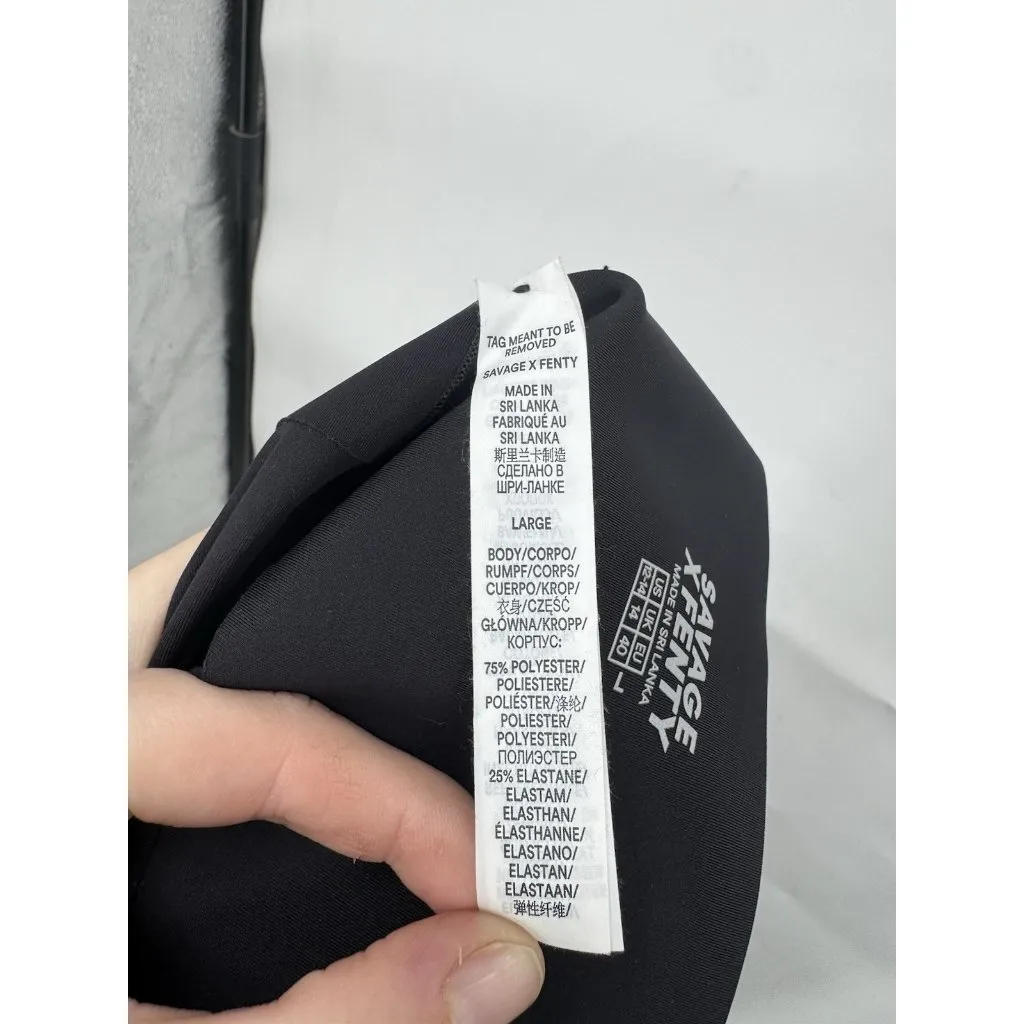 TAG MEANT TO BE
REMOVED
SAVAGE X FENTY
MADE IN
SRI LANKA
FABRIQUÉ AU
SRI LANKA
斯里兰卡制造
СДЕЛАНО В
ШРИ-ЛАНКЕ
LARGE
BODY/CORPO/
RUMPF/CORPS/
CUERPO/KROP/
衣身/CZĘŚĆ
GŁÓWNA/KROPP/
КОРПУС:
75% POLYESTER/
POLIESTERE/
POLIÉSTER/涤纶/
POLIESTER/
POLYESTERI/
ПОЛИЭСТЕР
25% ELASTANE/
ELASTAM/
ELASTHAN/
ÉLASTHANNE/
ELASTANO/
ELASTAN/
ELASTAAN/
弹性纤维/
SAVAGE
X FENTY
MADE IN SRI LANKA
US UK EU
12-14 14 40
L